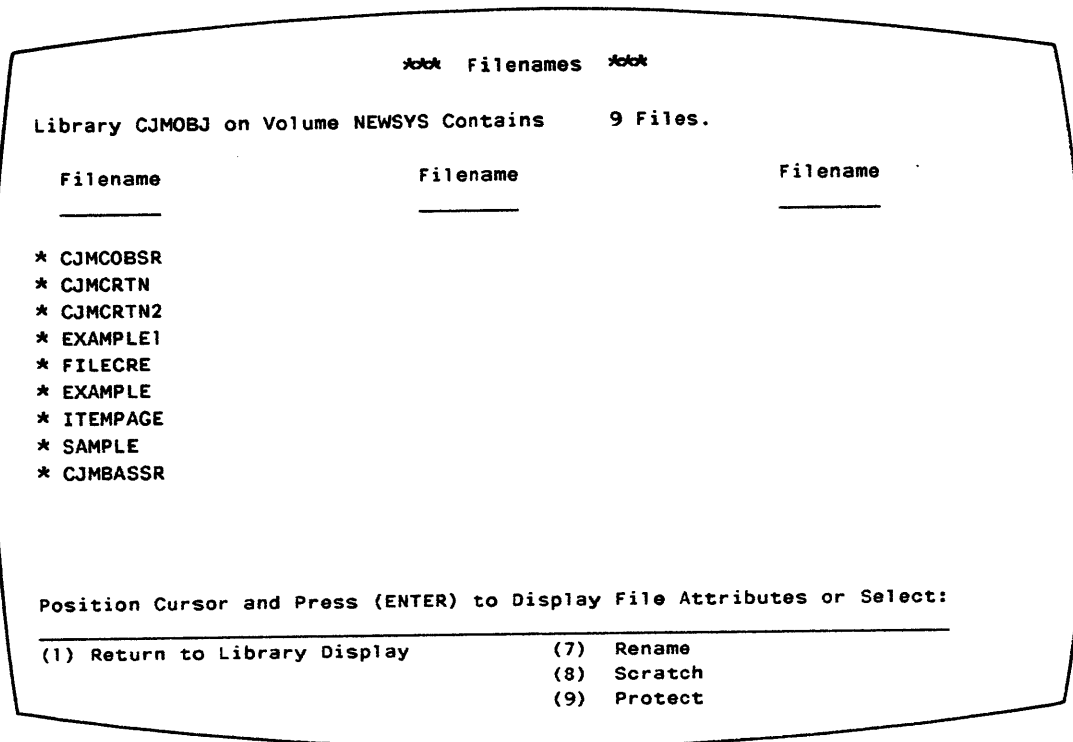 *** Filenames ***
Library CJMOBJ on Volume NEWSYS Contains 9 Files.
Filename Filename Filename
* CJMCOBSR
* CJMCRTN
* CJMCRTN2
* EXAMPLE1
* FILECRE
* EXAMPLE
* ITEMPAGE
* SAMPLE
* CJMBASSR
Position Cursor and Press (ENTER) to Display File Attributes or Select:
(1) Return to Library Display (7) Rename
(8) Scratch
(9) Protect